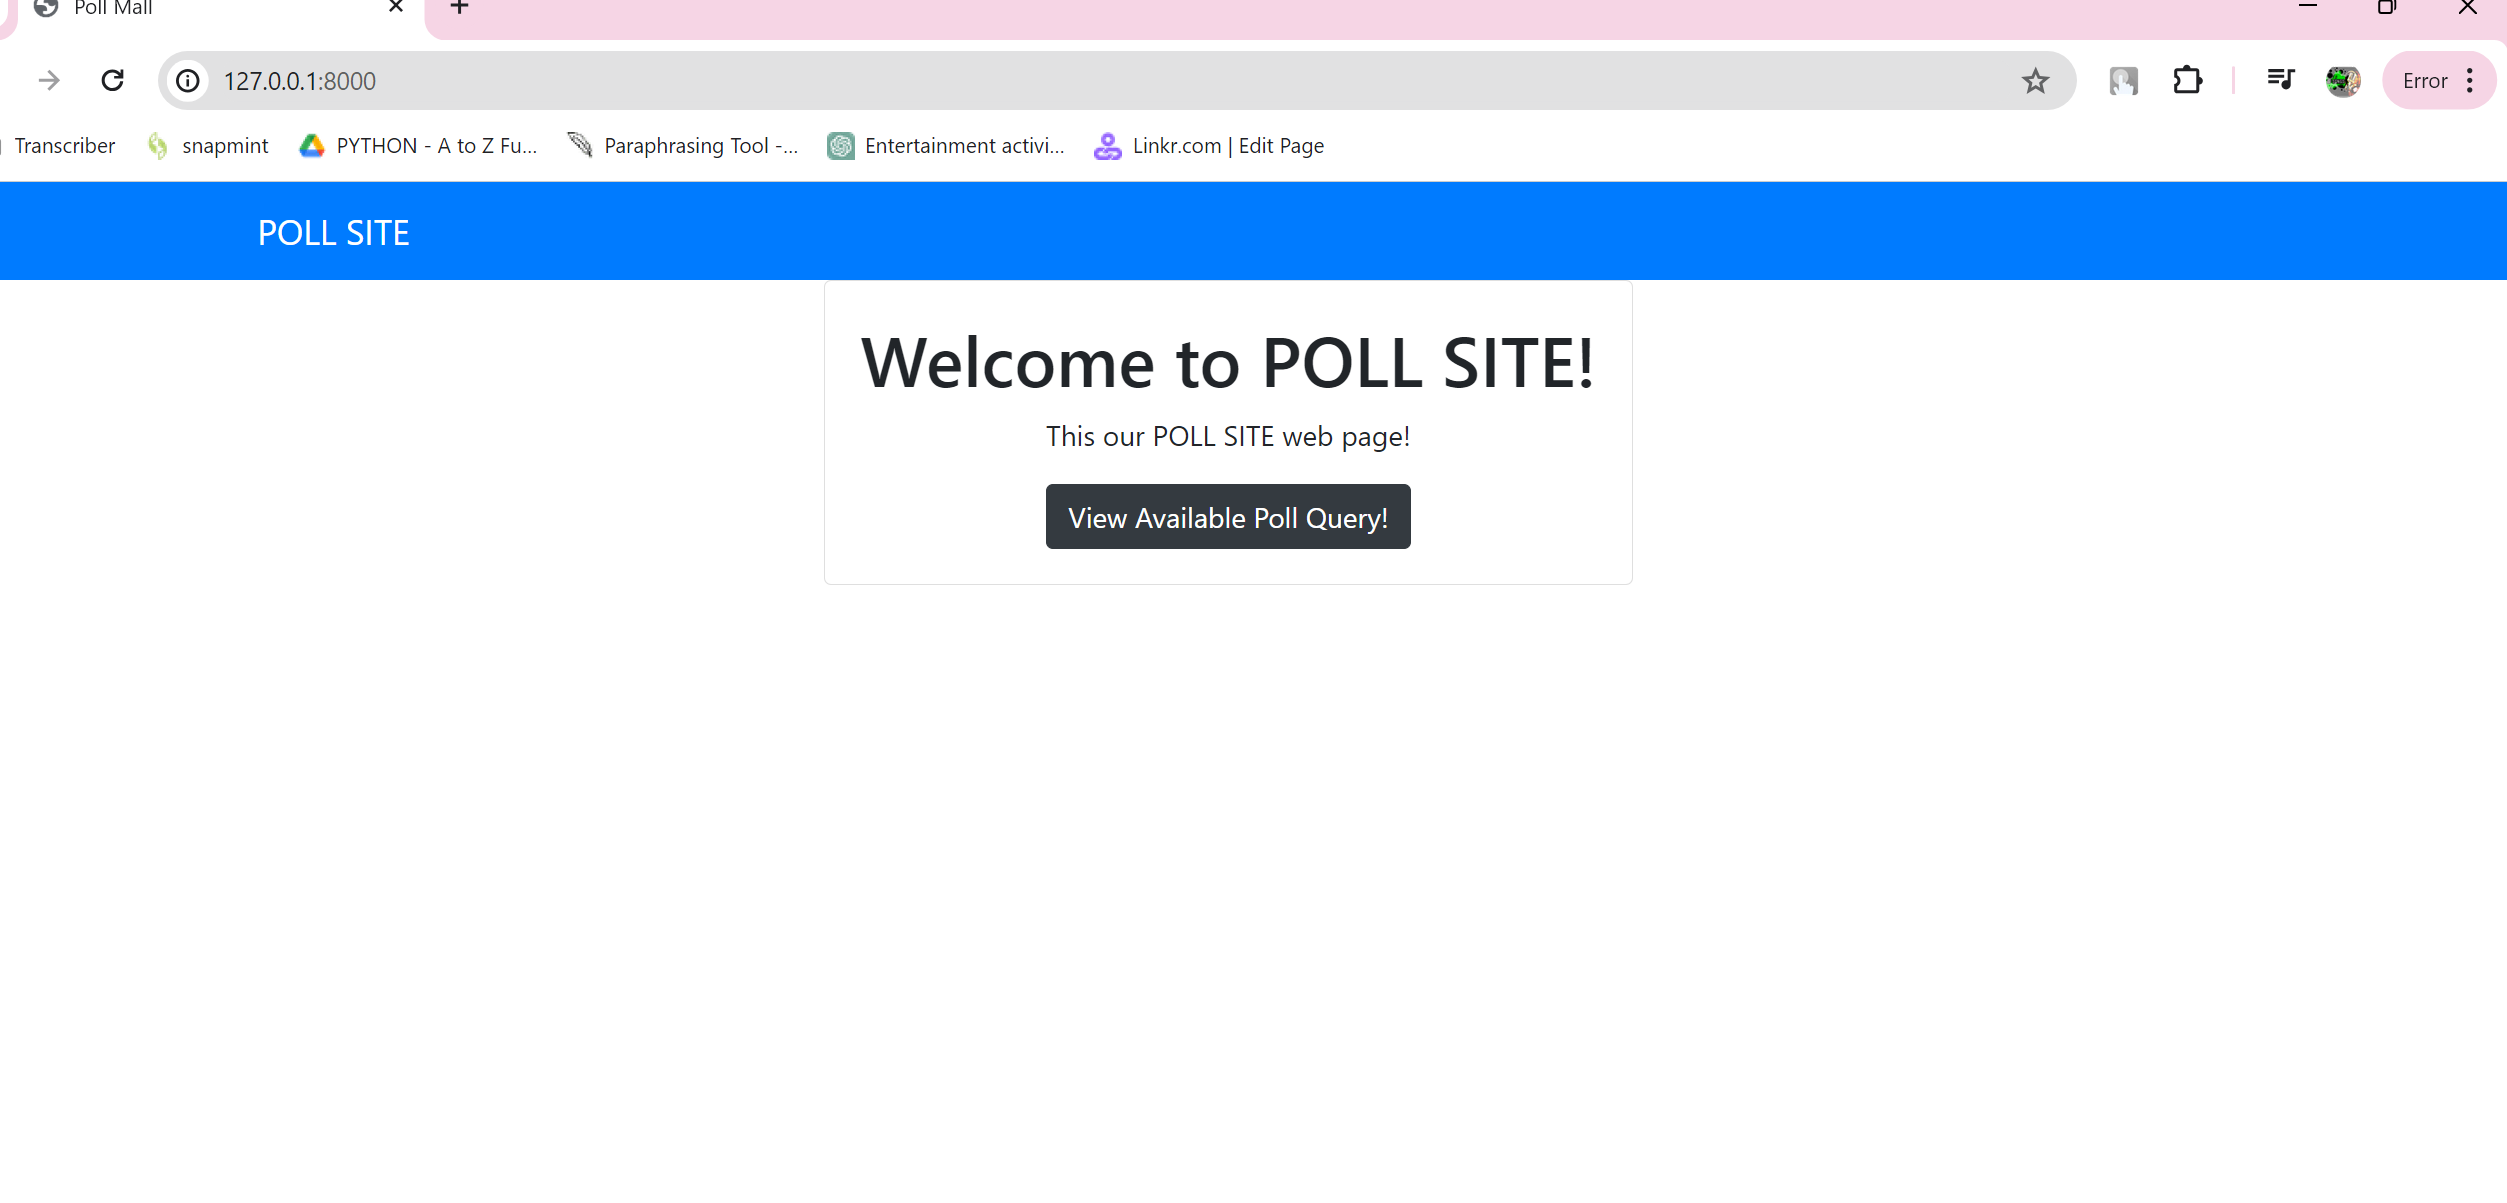 Poll Mall
127.0.0.1:8000
Error
Transcriber
snapmint
PYTHON - A to Z Fu...
Paraphrasing Tool -...
Entertainment activi...
Linkr.com | Edit Page
POLL SITE
Welcome to POLL SITE!
This our POLL SITE web page!
View Available Poll Query!